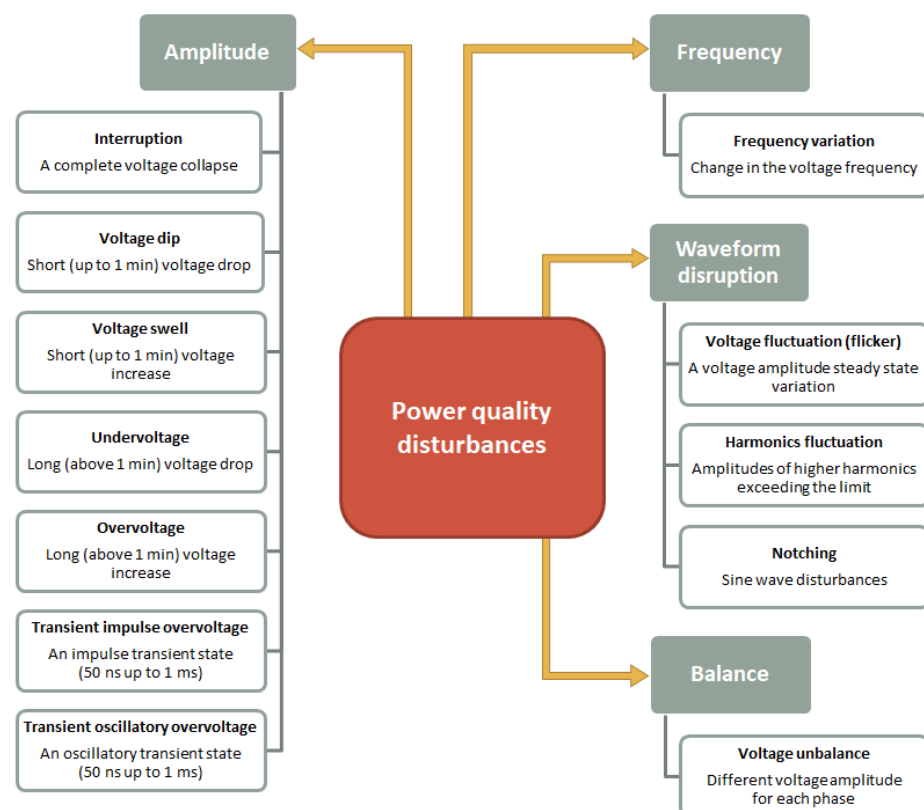 Amplitude
Interruption
A complete voltage collapse
Voltage dip
Short (up to 1 min) voltage drop
Voltage swell
Short (up to 1 min) voltage
increase
Undervoltage
Long (above 1 min) voltage drop
Overvoltage
Long (above 1 min) voltage
increase
Transient impulse overvoltage
An impulse transient state
(50 ns up to 1 ms)
Transient oscillatory overvoltage
An oscillatory transient state
(50 ns up to 1 ms)
Power quality
disturbances
Frequency
Frequency variation
Change in the voltage frequency
Waveform
disruption
Voltage fluctuation (flicker)
A voltage amplitude steady state
variation
Harmonics fluctuation
Amplitudes of higher harmonics
exceeding the limit
Notching
Sine wave disturbances
Balance
Voltage unbalance
Different voltage amplitude
for each phase